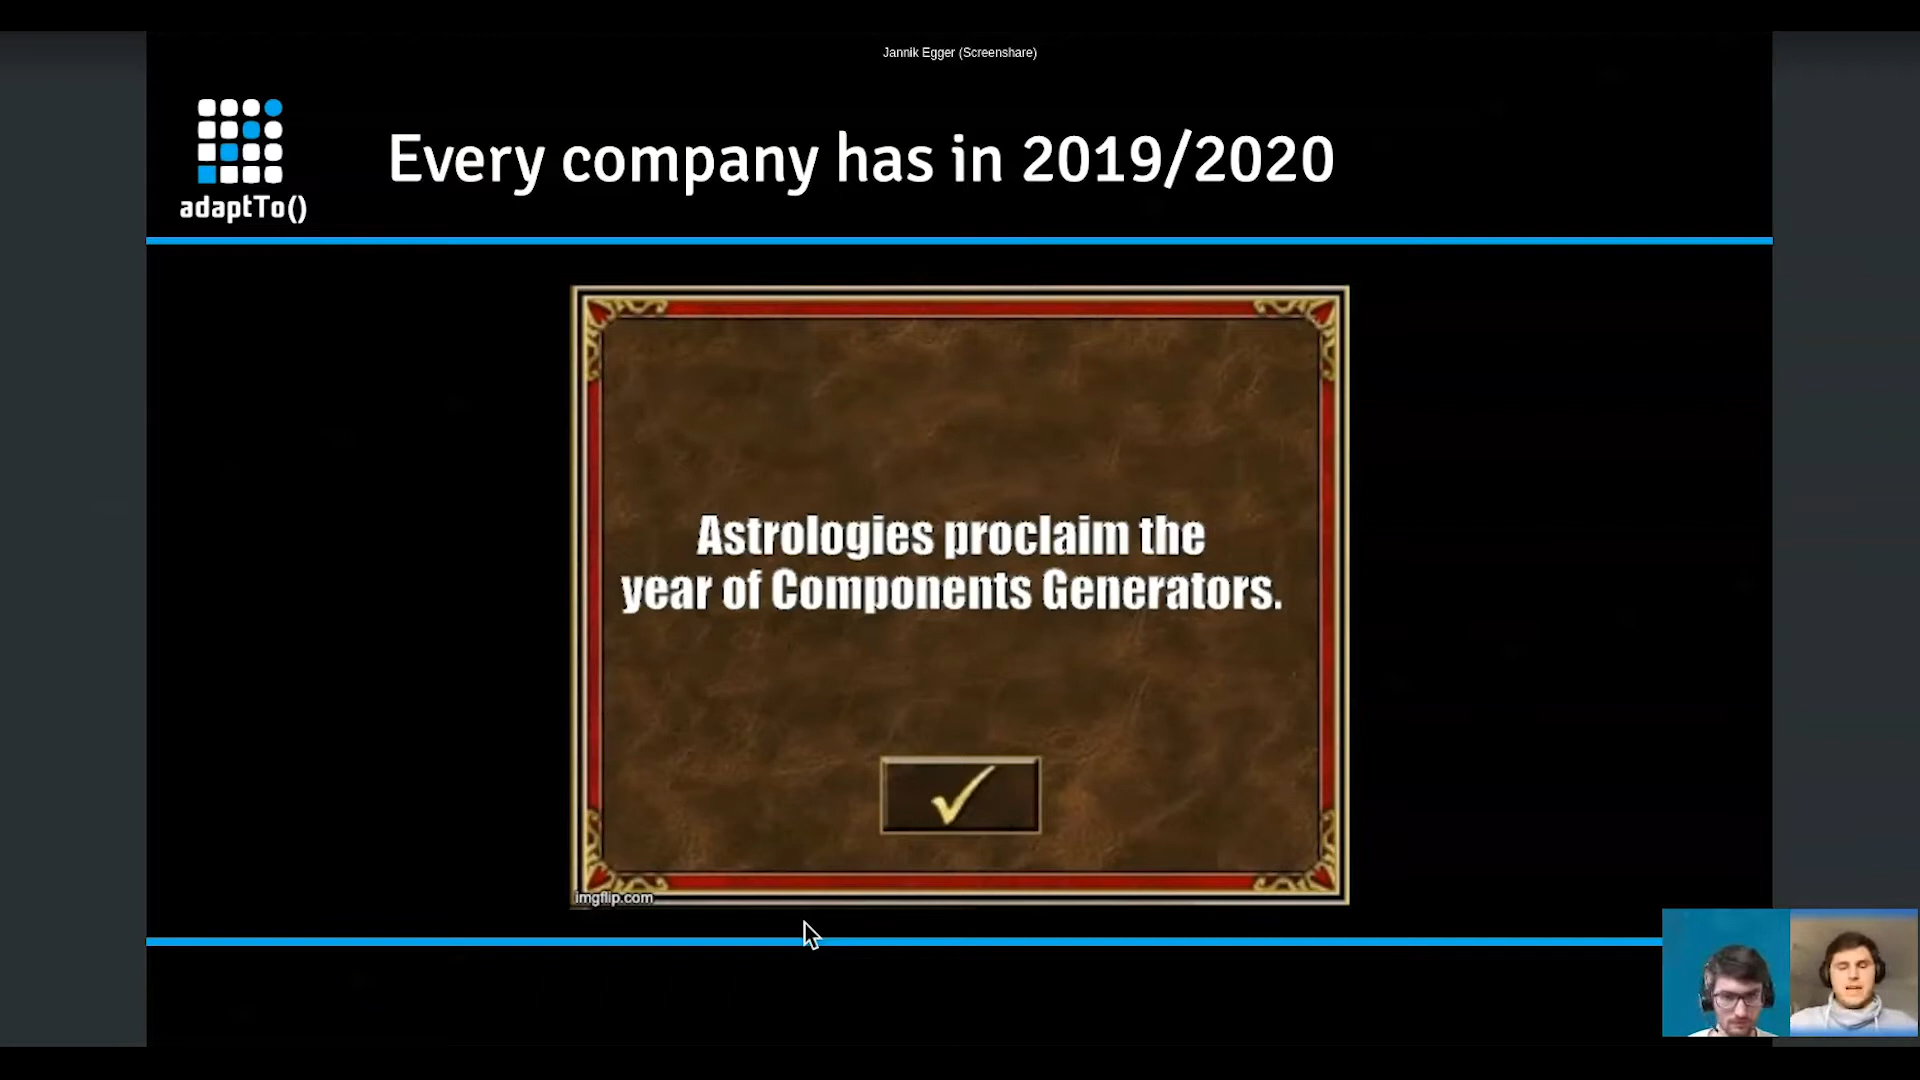 Jannik Egger (Screenshare)
adaptTo()
Every company has in 2019/2020
Astrologies proclaim the
year of Components Generators.
imgflip.com